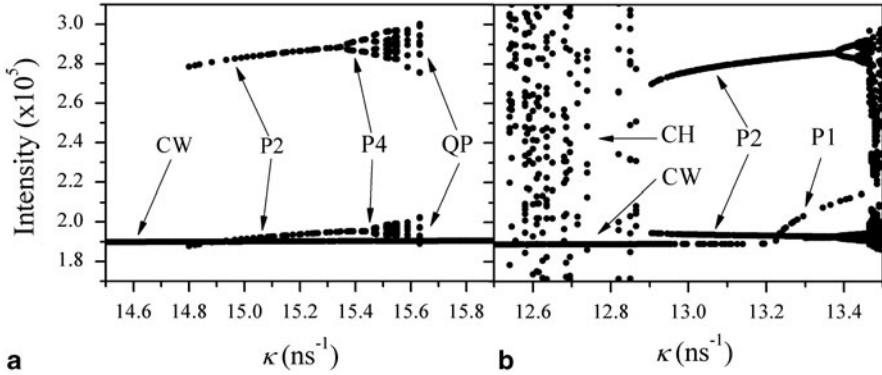 Intensity (x10⁵)
3.0
2.8
2.6
2.4
2.2
2.0
1.8
CW
P2
P4
QP
CH
CW
P2
P1
14.6 14.8 15.0 15.2 15.4 15.6 15.8
12.6 12.8 13.0 13.2 13.4
a κ (ns⁻¹) b κ (ns⁻¹)